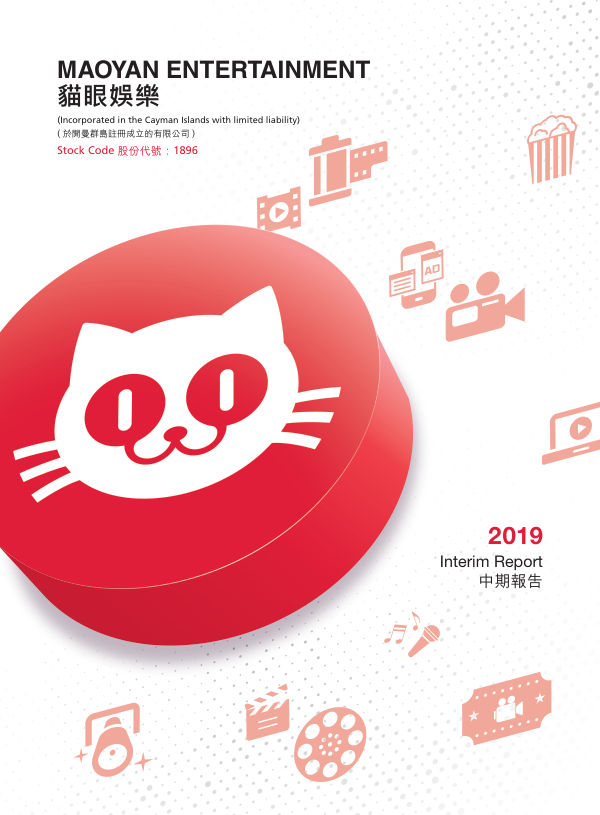 MAOYAN ENTERTAINMENT
貓眼娛樂
(Incorporated in the Cayman Islands with limited liability)
(於開曼群島註冊成立的有限公司)
Stock Code 股份代號：1896
AD
2019
Interim Report
中期報告